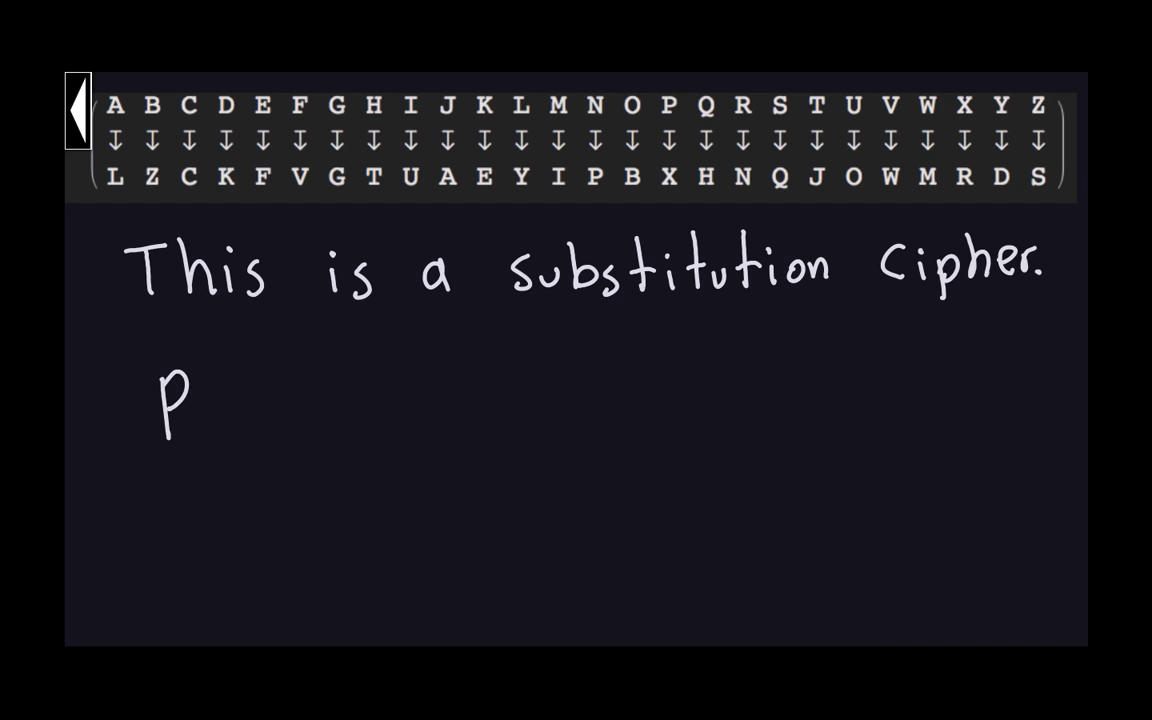 A B C D E F G H I J K L M N O P Q R S T U V W X Y Z
↧ ↧ ↧ ↧ ↧ ↧ ↧ ↧ ↧ ↧ ↧ ↧ ↧ ↧ ↧ ↧ ↧ ↧ ↧ ↧ ↧ ↧ ↧ ↧ ↧ ↧
L Z C K F V G T U A E Y I P B X H N Q J O W M R D S
This is a substitution cipher.
P